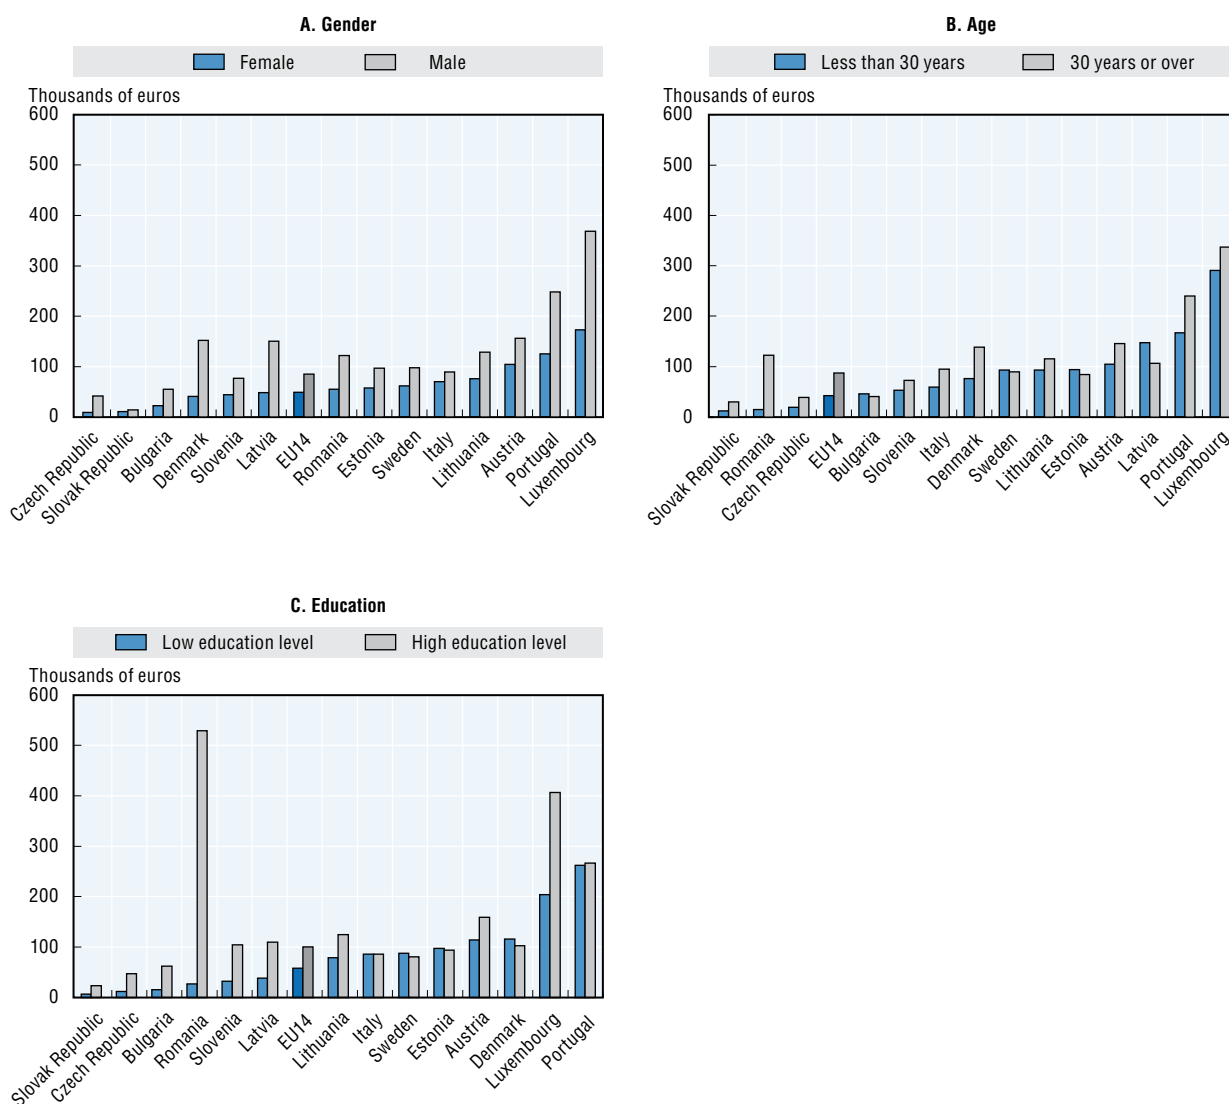 A. Gender
Female Male
Thousands of euros
600
500
400
300
200
100
0
Czech Republic
Slovak Republic
Bulgaria
Denmark
Slovenia
Latvia
EU14
Romania
Estonia
Sweden
Italy
Lithuania
Austria
Portugal
Luxembourg
B. Age
Less than 30 years 30 years or over
Thousands of euros
600
500
400
300
200
100
0
Slovak Republic
Romania
Czech Republic
EU14
Bulgaria
Slovenia
Italy
Denmark
Sweden
Lithuania
Estonia
Austria
Latvia
Portugal
Luxembourg
C. Education
Low education level High education level
Thousands of euros
600
500
400
300
200
100
0
Slovak Republic
Czech Republic
Bulgaria
Romania
Slovenia
Latvia
EU14
Lithuania
Italy
Sweden
Estonia
Austria
Denmark
Luxembourg
Portugal